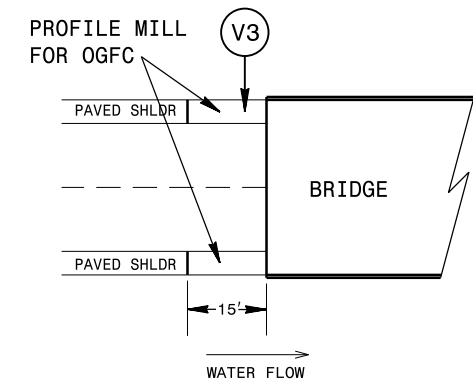 PROFILE MILL
FOR OGFC
V3
PAVED SHLDR
BRIDGE
PAVED SHLDR
15'
WATER FLOW